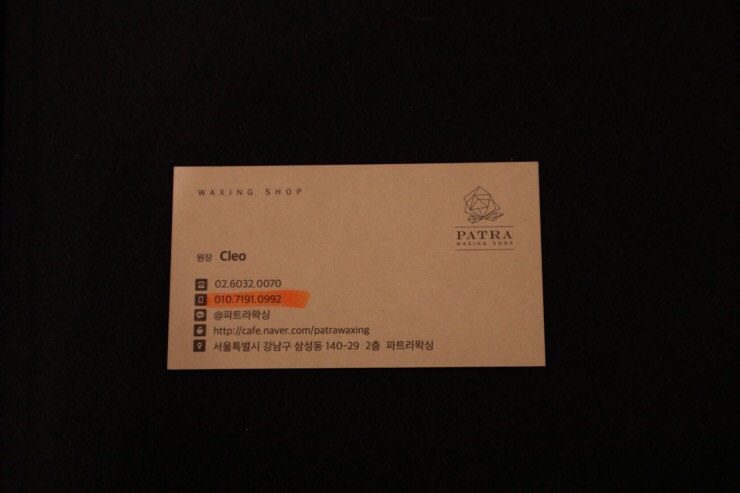 WAXING SHOP
PATRA
WAXING SHOP
원장 Cleo
02.6032.0070
010.7191.0992
@파트라왁싱
http://cafe.naver.com/patrawaxing
서울특별시 강남구 삼성동 140-29 2층 파트라왁싱